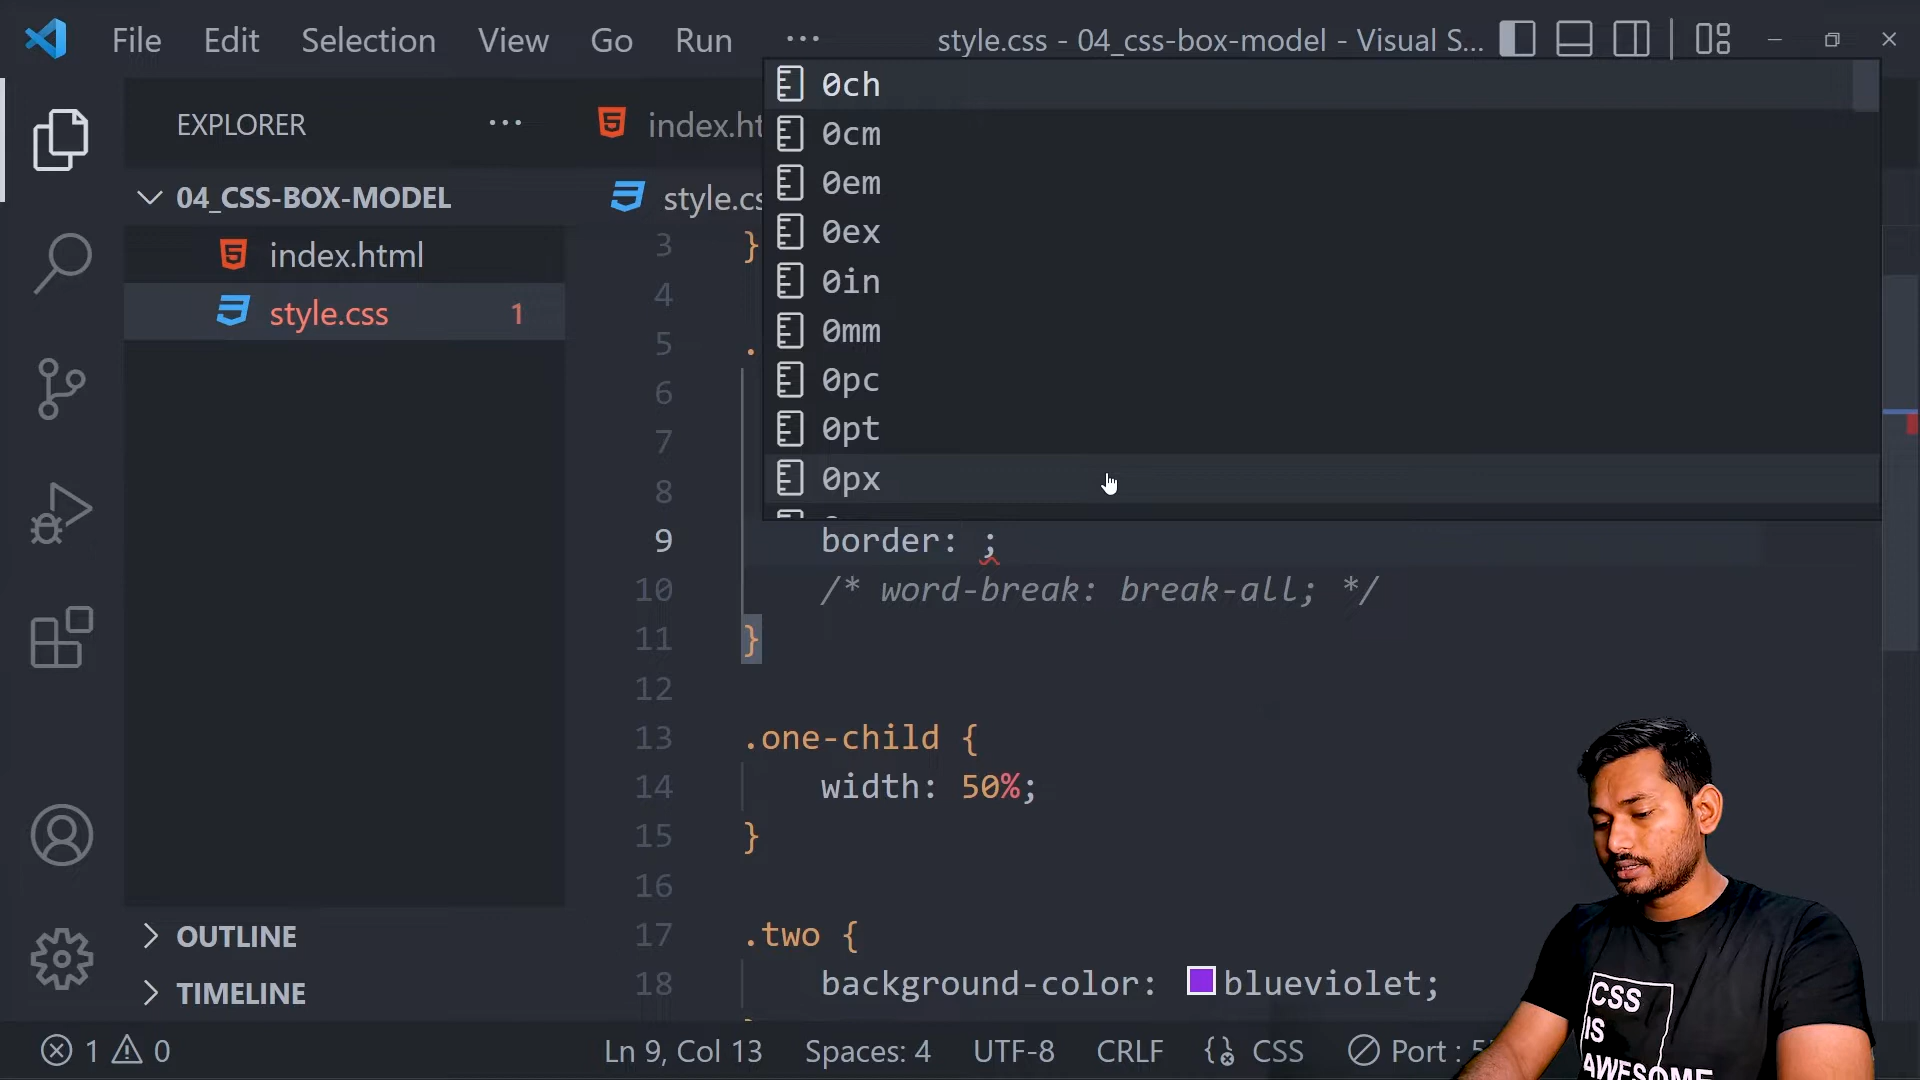 File Edit Selection View Go Run ... style.css - 04_css-box-model - Visual S...
EXPLORER ...
04_CSS-BOX-MODEL
index.html
style.css 1
OUTLINE
TIMELINE
index.ht
style.cs
0ch
0cm
0em
0ex
0in
0mm
0pc
0pt
0px
3 }
4
5 .
6
7
8
9 border: ;
10 /* word-break: break-all; */
11 }
12
13 .one-child {
14 width: 50%;
15 }
16
17 .two {
18 background-color: blueviolet;
CSS
IS
AWESOME
1 0 Ln 9, Col 13 Spaces: 4 UTF-8 CRLF {} CSS Port : 5